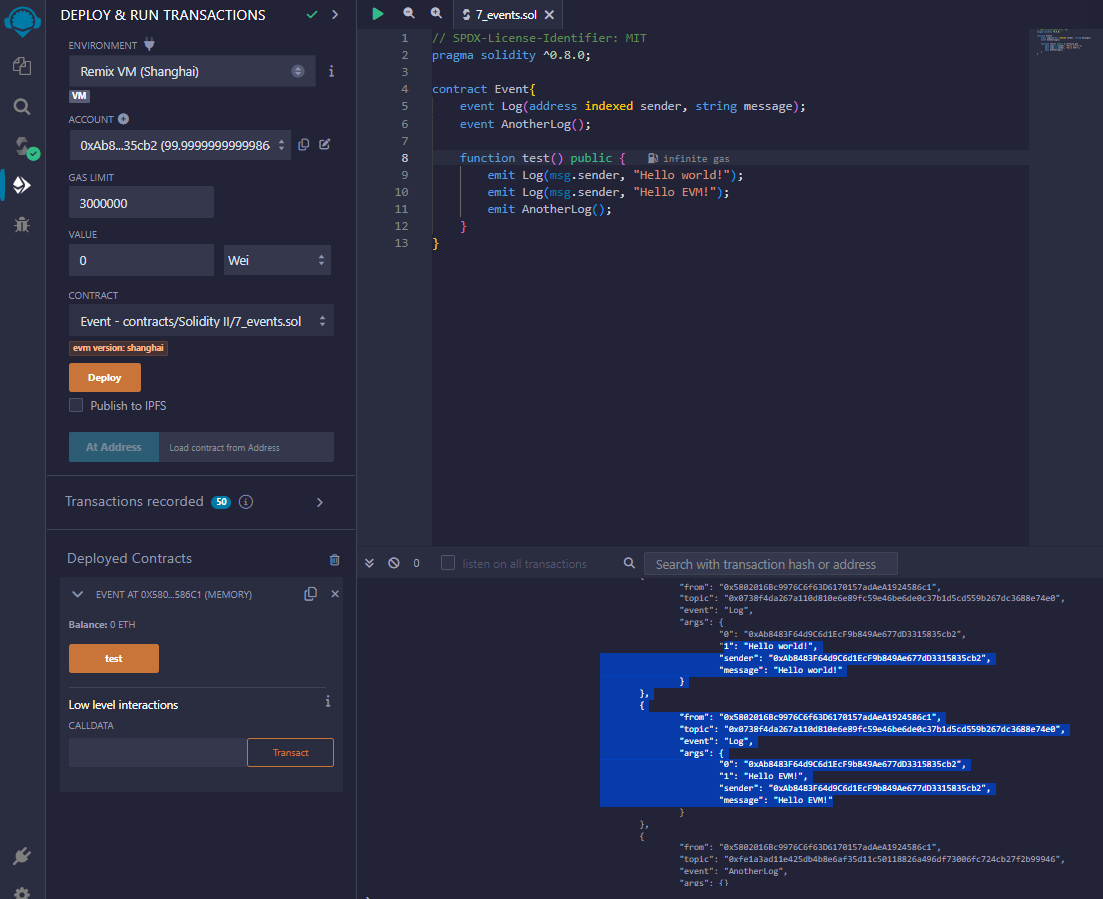 DEPLOY & RUN TRANSACTIONS
ENVIRONMENT
Remix VM (Shanghai)
VM
ACCOUNT
0xAb8...35cb2 (99.9999999999986
GAS LIMIT
3000000
VALUE
0
Wei
CONTRACT
Event - contracts/Solidity II/7_events.sol
evm version: shanghai
Deploy
Publish to IPFS
At Address
Load contract from Address
Transactions recorded 50
Deployed Contracts
EVENT AT 0X580...586C1 (MEMORY)
Balance: 0 ETH
test
Low level interactions
CALLDATA
Transact
7_events.sol
1 // SPDX-License-Identifier: MIT
2 pragma solidity ^0.8.0;
3
4 contract Event{
5 event Log(address indexed sender, string message);
6 event AnotherLog();
7
8 function test() public { infinite gas
9 emit Log(msg.sender, "Hello world!");
10 emit Log(msg.sender, "Hello EVM!");
11 emit AnotherLog();
12 }
13 }
0
listen on all transactions
Search with transaction hash or address
{
"from": "0x5802016Bc9976C6f63D6170157adAeA1924586c1",
"topic": "0x0738f4da267a110d810e6e89fc59e46be6de0c37b1d5cd559b267dc3688e74e0",
"event": "Log",
"args": {
"0": "0xAb8483F64d9C6d1EcF9b849Ae677dD3315835cb2",
"1": "Hello world!",
"sender": "0xAb8483F64d9C6d1EcF9b849Ae677dD3315835cb2",
"message": "Hello world!"
}
},
{
"from": "0x5802016Bc9976C6f63D6170157adAeA1924586c1",
"topic": "0x0738f4da267a110d810e6e89fc59e46be6de0c37b1d5cd559b267dc3688e74e0",
"event": "Log",
"args": {
"0": "0xAb8483F64d9C6d1EcF9b849Ae677dD3315835cb2",
"1": "Hello EVM!",
"sender": "0xAb8483F64d9C6d1EcF9b849Ae677dD3315835cb2",
"message": "Hello EVM!"
}
},
{
"from": "0x5802016Bc9976C6f63D6170157adAeA1924586c1",
"topic": "0xfe1a3ad11e425db4b8e6af35d11c50118826a496df73006fc724cb27f2b99946",
"event": "AnotherLog",
"args": {}